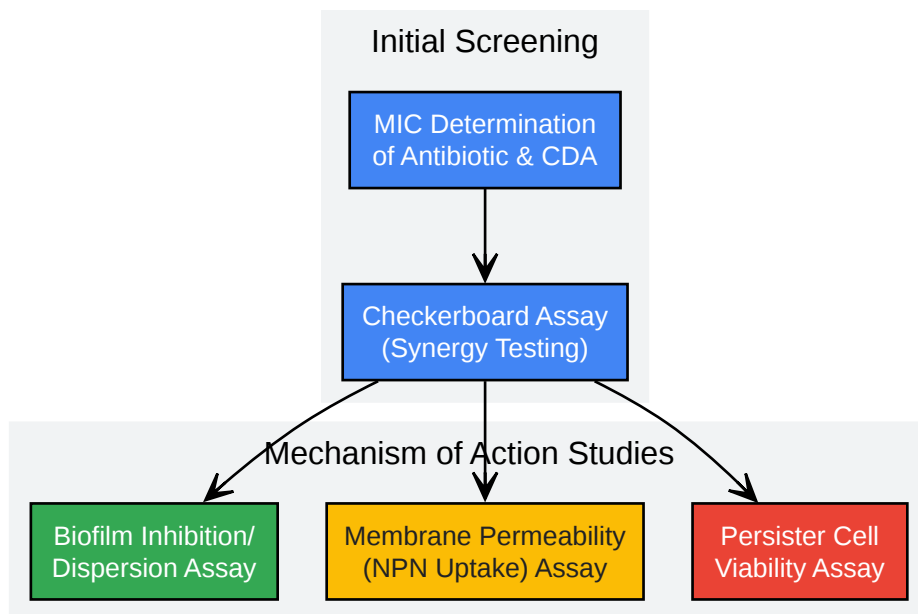 Initial Screening
MIC Determination
of Antibiotic & CDA
Checkerboard Assay
(Synergy Testing)
Mechanism of Action Studies
Biofilm Inhibition/
Dispersion Assay
Membrane Permeability
(NPN Uptake) Assay
Persister Cell
Viability Assay